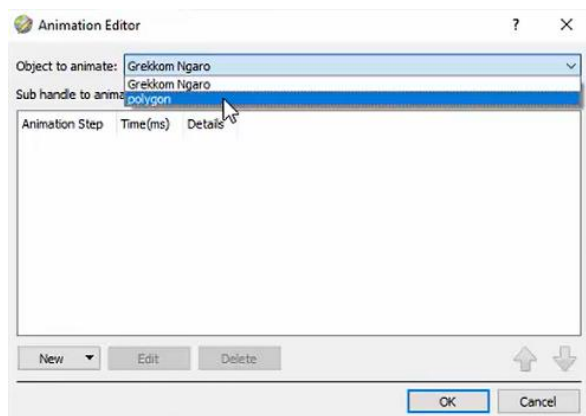 Animation Editor
?
Object to animate: Grekkom Ngaro
Grekkom Ngaro
Sub handle to anima
polygon
Animation Step Time(ms) Details
New Edit Delete
OK Cancel